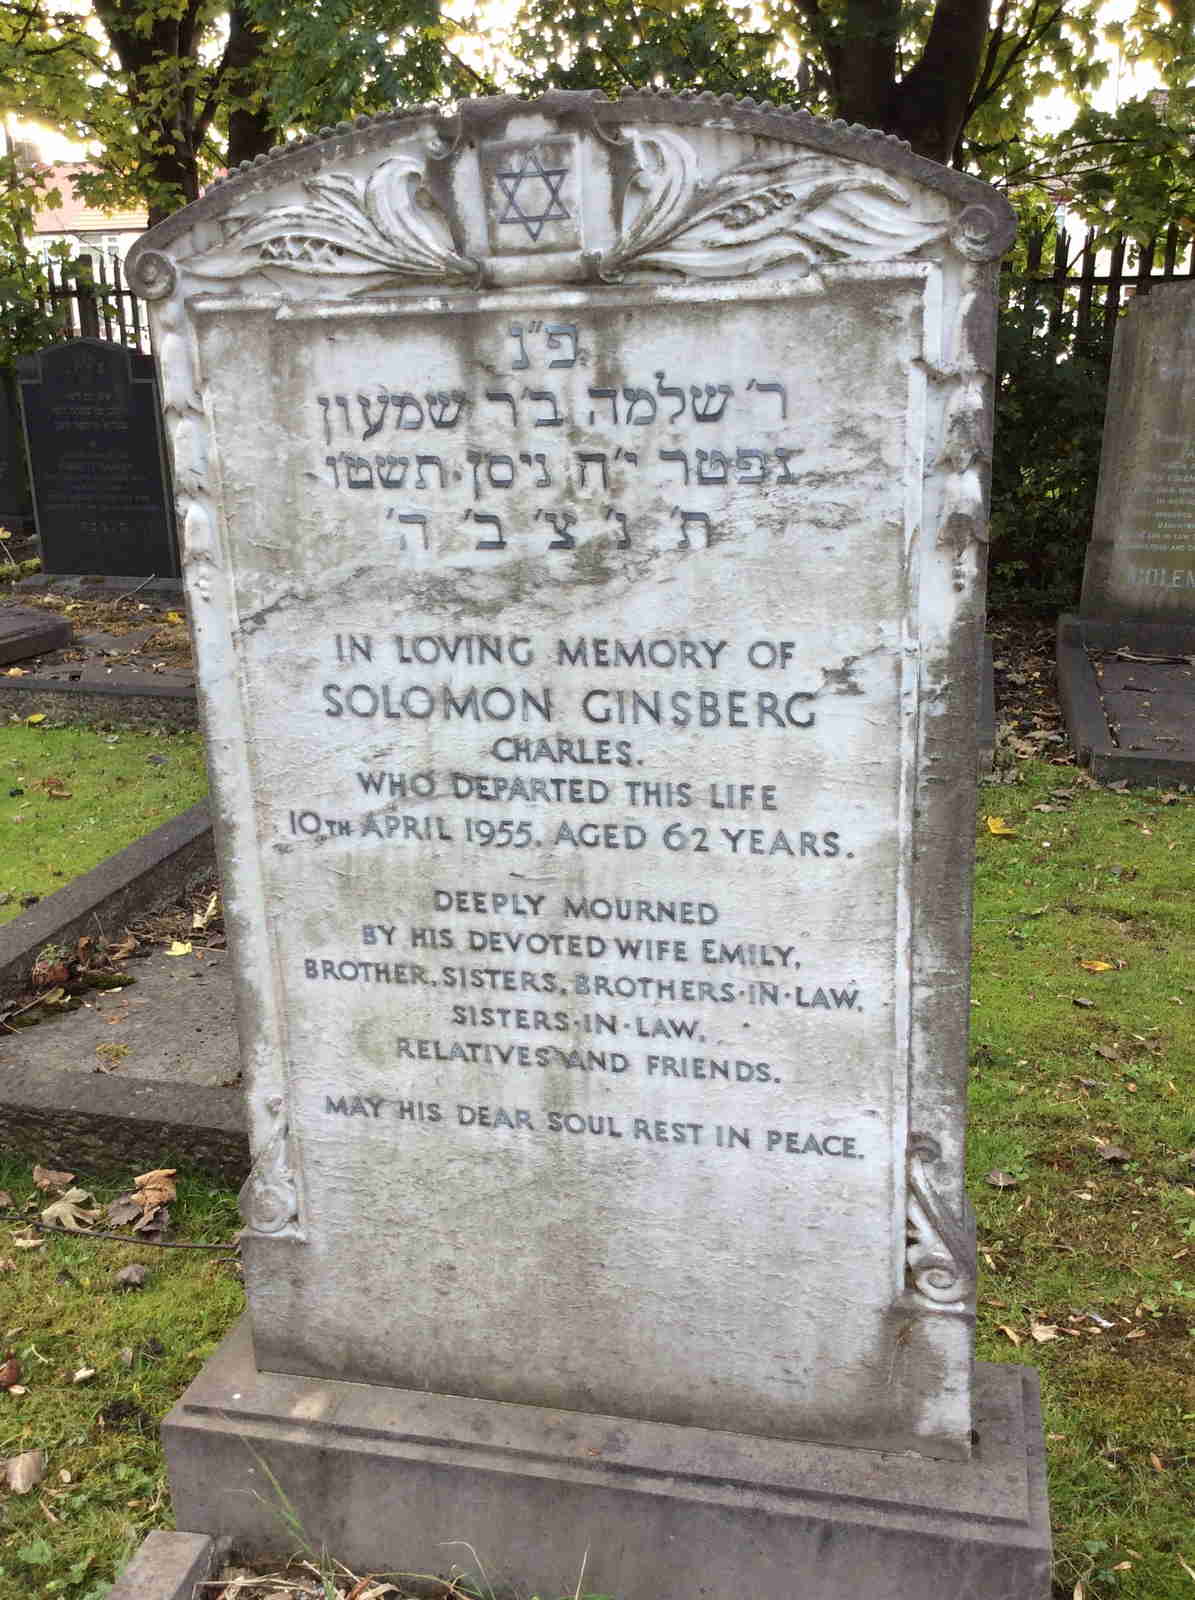 פ"נ
ר' שלמה ב'ר שמעון
נפטר י'ח ניסן תשט'ו
ת' נ' צ' ב' ה'
IN LOVING MEMORY OF
SOLOMON GINSBERG
CHARLES.
WHO DEPARTED THIS LIFE
10TH APRIL 1955. AGED 62 YEARS.
DEEPLY MOURNED
BY HIS DEVOTED WIFE EMILY,
BROTHER, SISTERS, BROTHERS·IN·LAW,
SISTERS·IN·LAW,
RELATIVES AND FRIENDS.
MAY HIS DEAR SOUL REST IN PEACE.